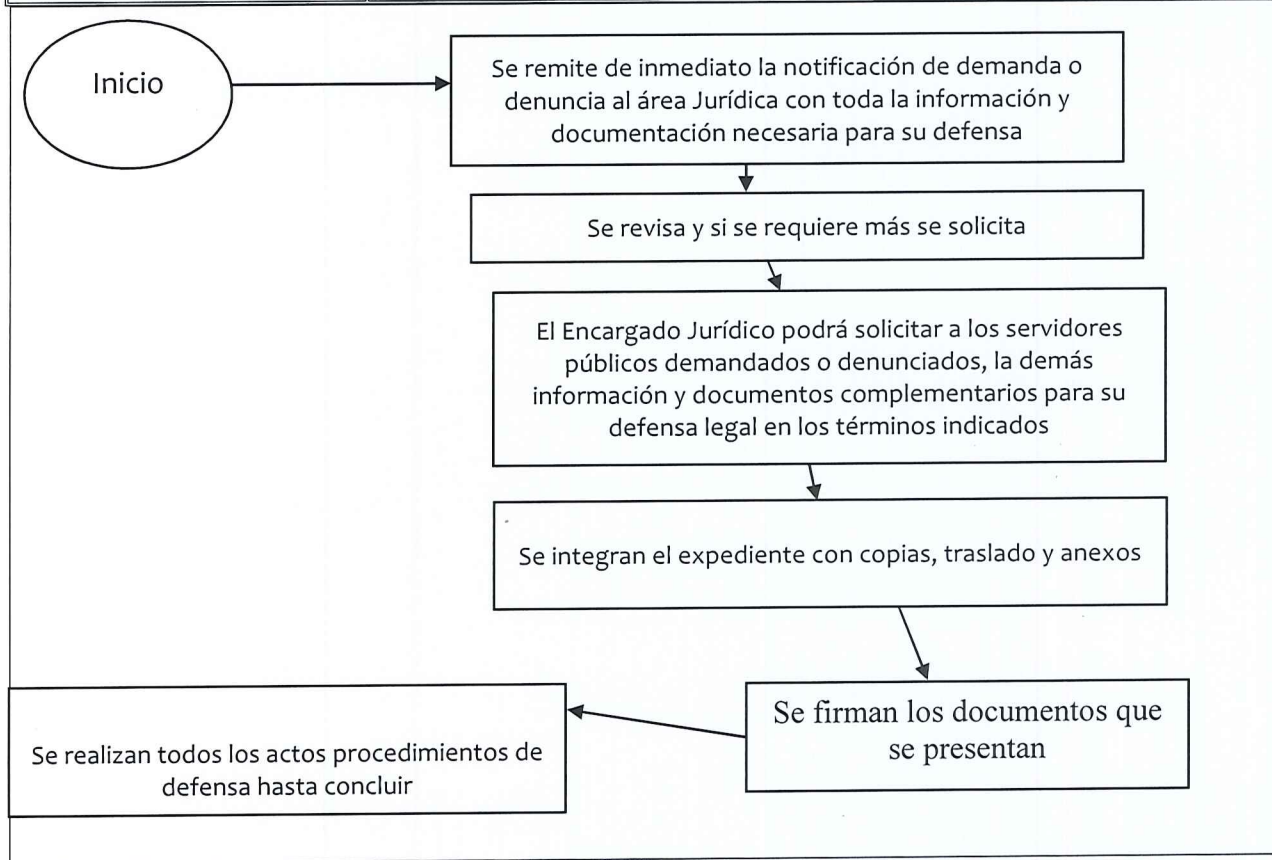 Inicio
Se remite de inmediato la notificación de demanda o
denuncia al área Jurídica con toda la información y
documentación necesaria para su defensa
Se revisa y si se requiere más se solicita
El Encargado Jurídico podrá solicitar a los servidores
públicos demandados o denunciados, la demás
información y documentos complementarios para su
defensa legal en los términos indicados
Se integran el expediente con copias, traslado y anexos
Se firman los documentos que
se presentan
Se realizan todos los actos procedimientos de
defensa hasta concluir